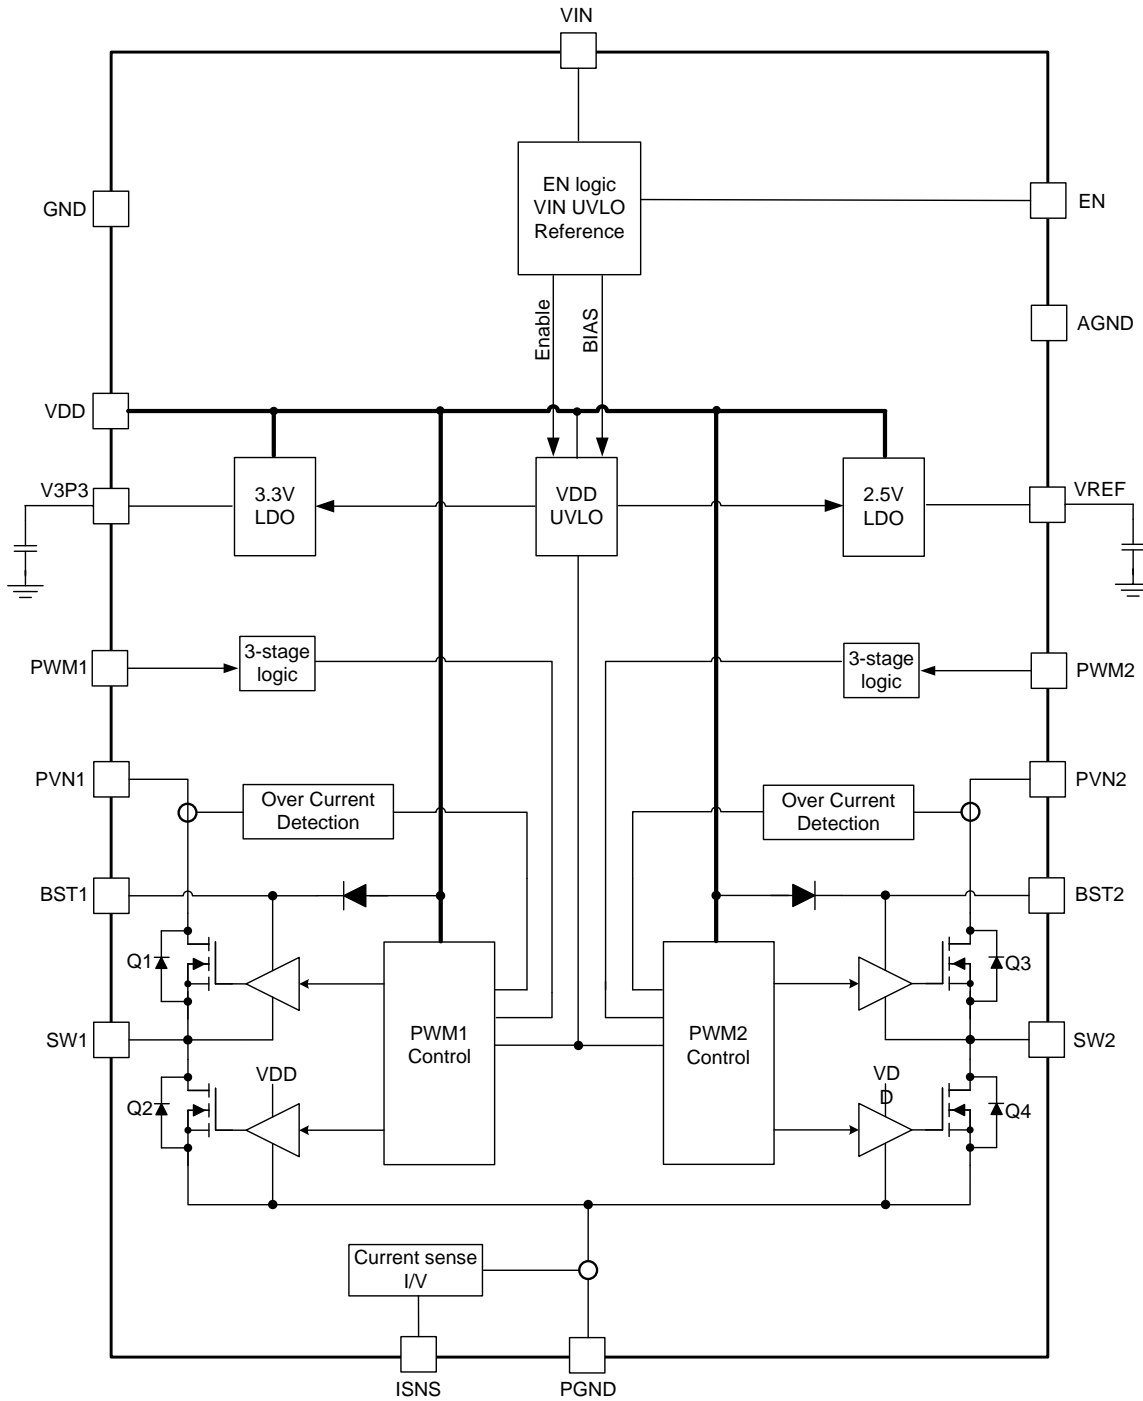 VIN
EN logic
VIN UVLO
Reference
GND
EN
Enable
BIAS
AGND
VDD
V3P3
3.3V
LDO
VDD
UVLO
2.5V
LDO
VREF
PWM1
3-stage
logic
3-stage
logic
PWM2
PVN1
Over Current
Detection
Over Current
Detection
PVN2
BST1
BST2
Q1
Q3
SW1
PWM1
Control
PWM2
Control
SW2
VDD
VD
D
Q2
Q4
Current sense
I/V
ISNS
PGND